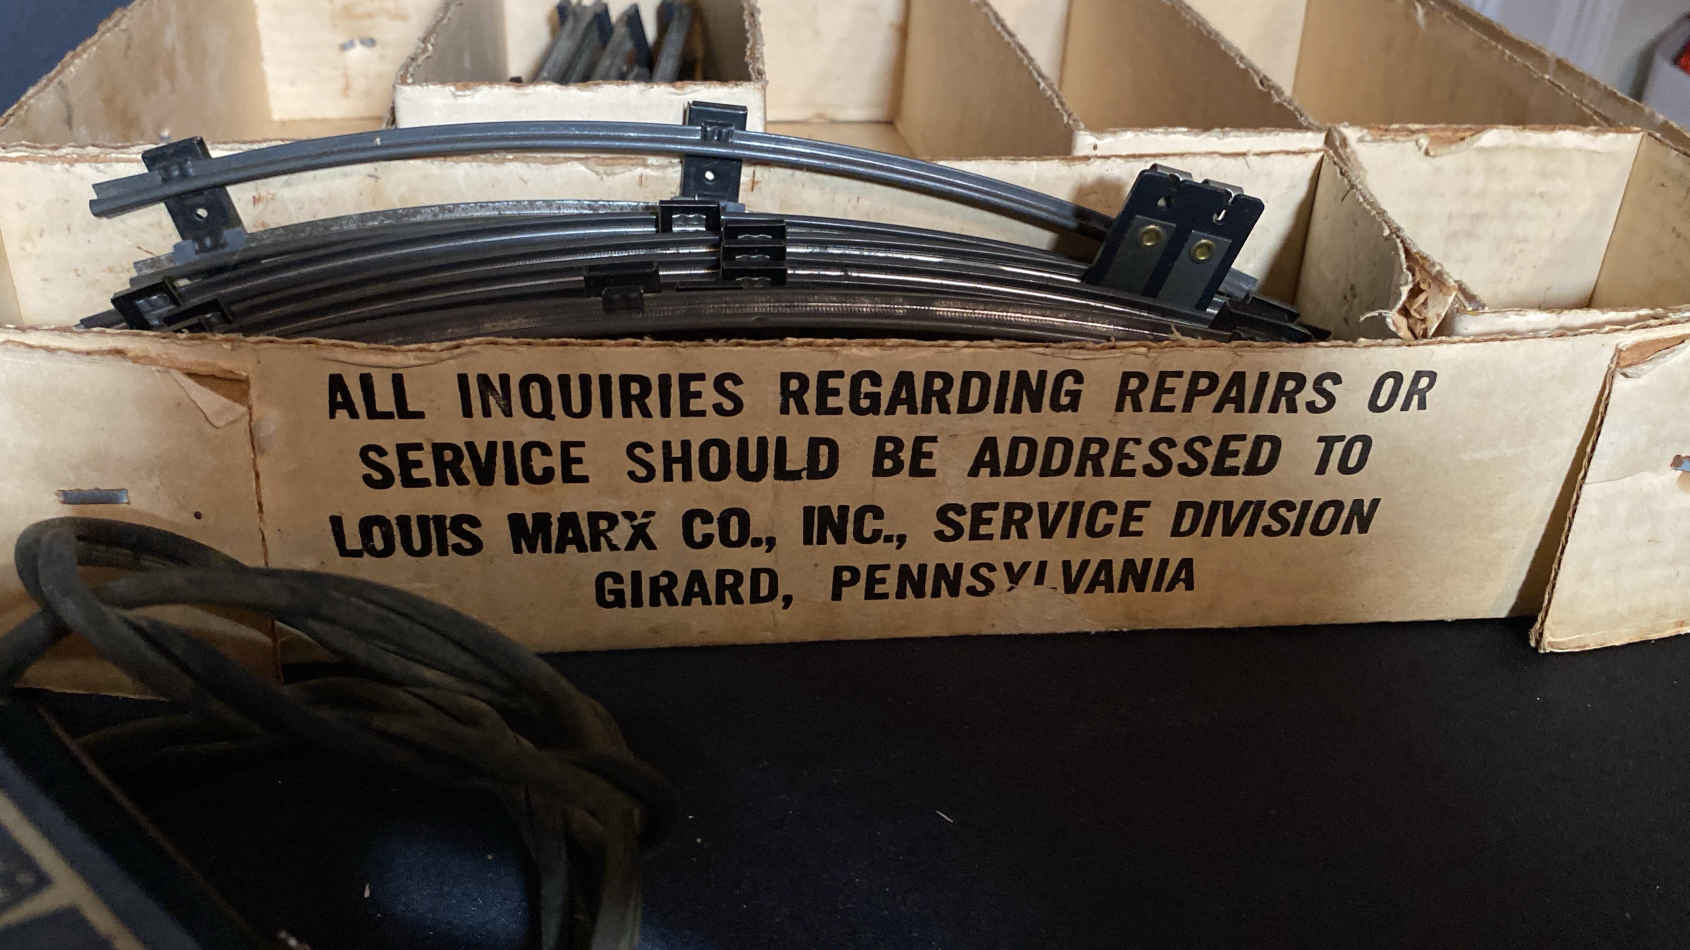 ALL INQUIRIES REGARDING REPAIRS OR
SERVICE SHOULD BE ADDRESSED TO
LOUIS MARX CO., INC., SERVICE DIVISION
GIRARD, PENNSYLVANIA